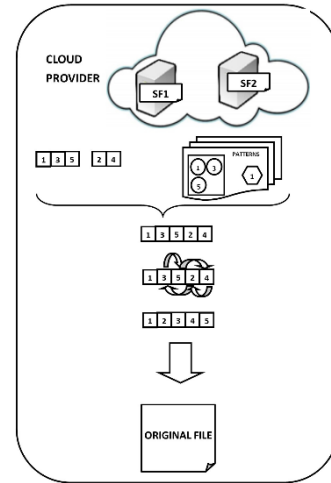 CLOUD
PROVIDER
SF1
SF2
1 3 5 2 4
PATTERNS
1 3 1
5
1 3 5 2 4
1 3 5 2 4
1 2 3 4 5
ORIGINAL FILE